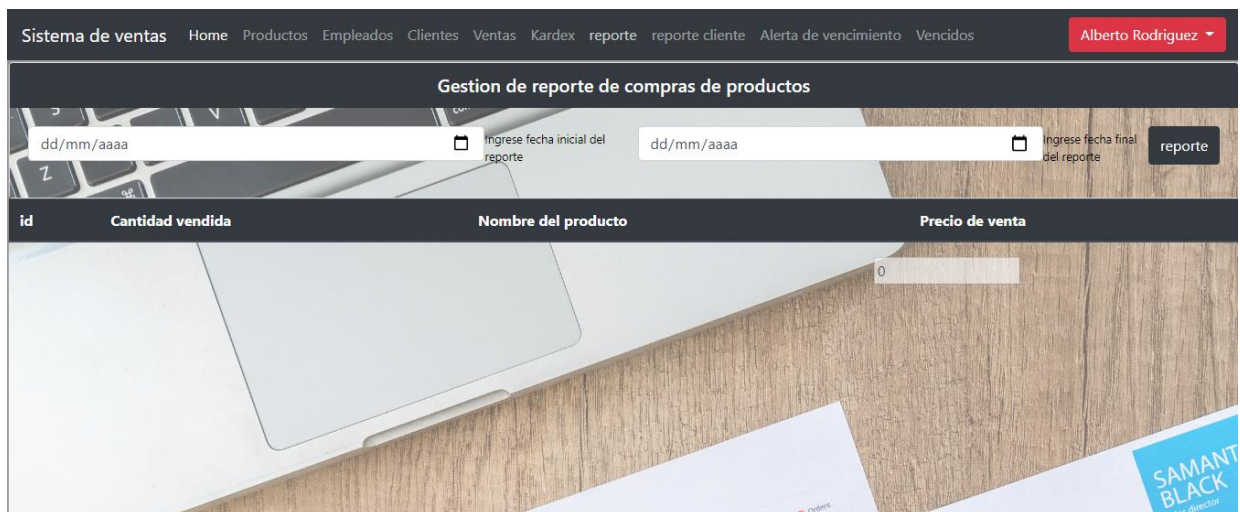 Sistema de ventas Home Productos Empleados Clientes Ventas Kardex reporte reporte cliente Alerta de vencimiento Vencidos Alberto Rodriguez
Gestion de reporte de compras de productos
dd/mm/aaaa
Ingrese fecha inicial del
reporte
dd/mm/aaaa
Ingrese fecha final
del reporte
reporte
id Cantidad vendida Nombre del producto Precio de venta
0
SAMANT
BLACK
director
Orders